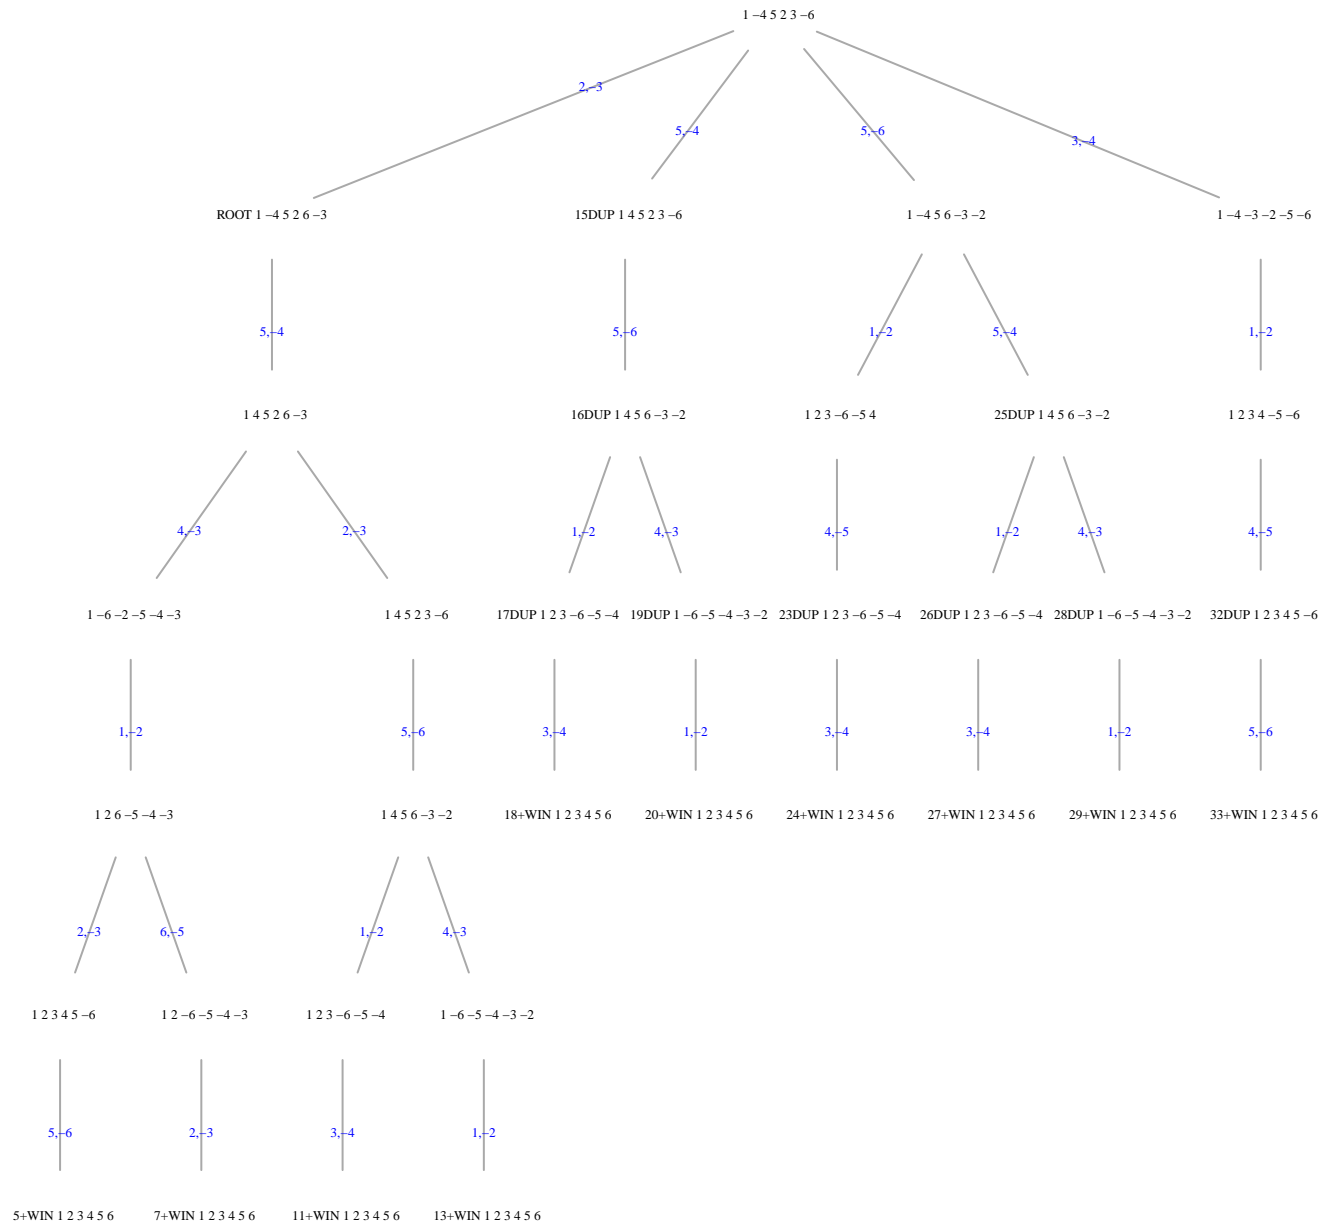 1 −4 5 2 3 −6
2,−3
5,−4
5,−6
3,−4
ROOT 1 −4 5 2 6 −3
15DUP 1 4 5 2 3 −6
1 −4 5 6 −3 −2
1 −4 −3 −2 −5 −6
5,−4
5,−6
1,−2
5,−4
1,−2
1 4 5 2 6 −3
16DUP 1 4 5 6 −3 −2
1 2 3 −6 −5 4
25DUP 1 4 5 6 −3 −2
1 2 3 4 −5 −6
4,−3
2,−3
1,−2
4,−3
4,−5
1,−2
4,−3
4,−5
1 −6 −2 −5 −4 −3
1 4 5 2 3 −6
17DUP 1 2 3 −6 −5 −4
19DUP 1 −6 −5 −4 −3 −2
23DUP 1 2 3 −6 −5 −4
26DUP 1 2 3 −6 −5 −4
28DUP 1 −6 −5 −4 −3 −2
32DUP 1 2 3 4 5 −6
1,−2
5,−6
3,−4
1,−2
3,−4
3,−4
1,−2
5,−6
1 2 6 −5 −4 −3
1 4 5 6 −3 −2
18+WIN 1 2 3 4 5 6
20+WIN 1 2 3 4 5 6
24+WIN 1 2 3 4 5 6
27+WIN 1 2 3 4 5 6
29+WIN 1 2 3 4 5 6
33+WIN 1 2 3 4 5 6
2,−3
6,−5
1,−2
4,−3
1 2 3 4 5 −6
1 2 −6 −5 −4 −3
1 2 3 −6 −5 −4
1 −6 −5 −4 −3 −2
5,−6
2,−3
3,−4
1,−2
5+WIN 1 2 3 4 5 6
7+WIN 1 2 3 4 5 6
11+WIN 1 2 3 4 5 6
13+WIN 1 2 3 4 5 6